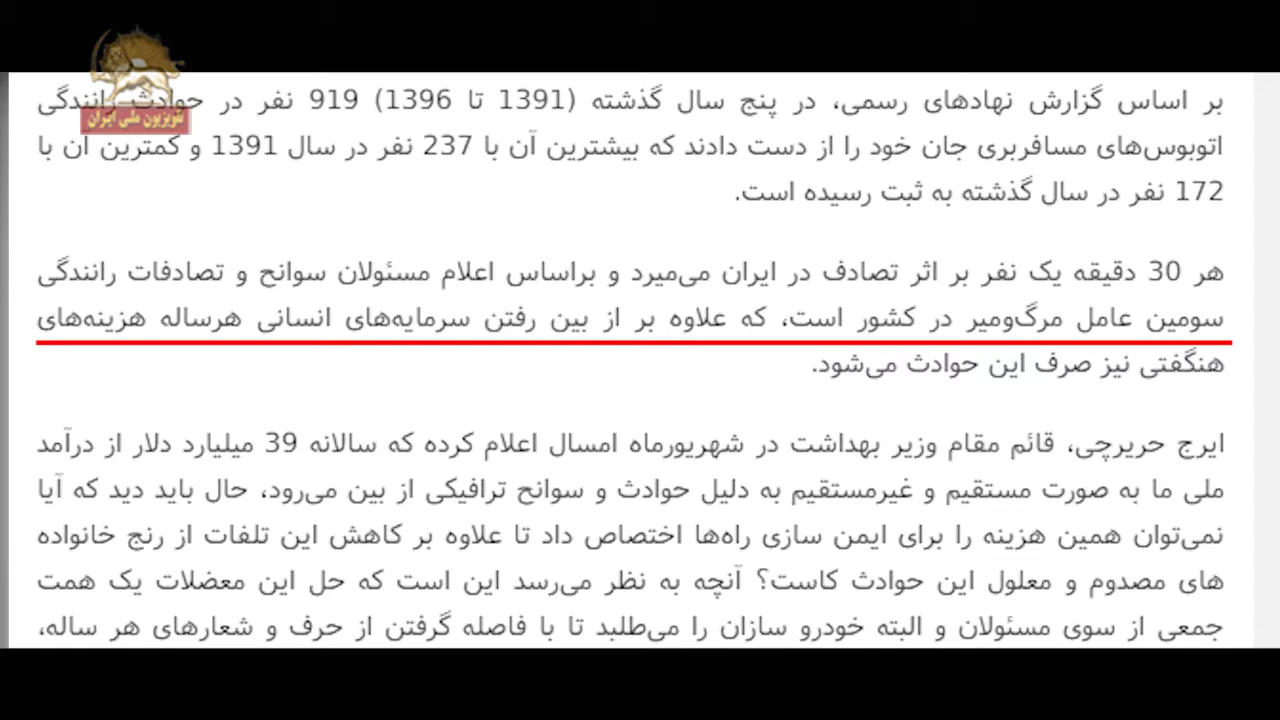 تلویزیون ملی ایران
بر اساس گزارش نهادهای رسمی، در پنج سال گذشته (1391 تا 1396) 919 نفر در حوادث رانندگی
اتوبوس‌های مسافربری جان خود را از دست دادند که بیشترین آن با 237 نفر در سال 1391 و کمترین آن با
172 نفر در سال گذشته به ثبت رسیده است.
هر 30 دقیقه یک نفر بر اثر تصادف در ایران می‌میرد و براساس اعلام مسئولان سوانح و تصادفات رانندگی
سومین عامل مرگ‌ومیر در کشور است، که علاوه بر از بین رفتن سرمایه‌های انسانی هرساله هزینه‌های
هنگفتی نیز صرف این حوادث می‌شود.
ایرج حریرچی، قائم مقام وزیر بهداشت در شهریورماه امسال اعلام کرده که سالانه 39 میلیارد دلار از درآمد
ملی ما به صورت مستقیم و غیرمستقیم به دلیل حوادث و سوانح ترافیکی از بین می‌رود، حال باید دید که آیا
نمی‌توان همین هزینه را برای ایمن سازی راه‌ها اختصاص داد تا علاوه بر کاهش این تلفات از رنج خانواده
های مصدوم و معلول این حوادث کاست؟ آنچه به نظر می‌رسد این است که حل این معضلات یک همت
جمعی از سوی مسئولان و البته خودرو سازان را می‌طلبد تا با فاصله گرفتن از حرف و شعارهای هر ساله،